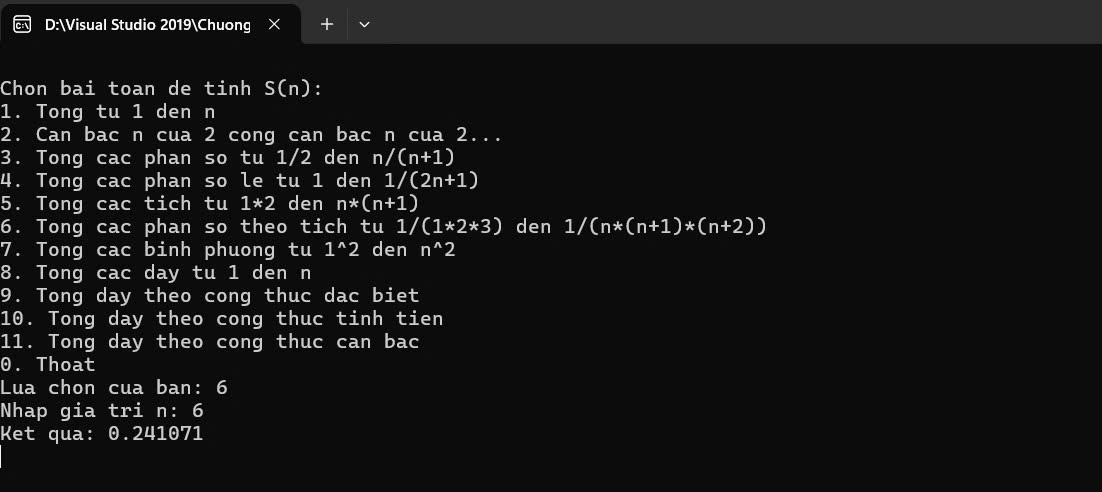 D:\Visual Studio 2019\Chuong
Chon bai toan de tinh S(n):
1. Tong tu 1 den n
2. Can bac n cua 2 cong can bac n cua 2...
3. Tong cac phan so tu 1/2 den n/(n+1)
4. Tong cac phan so le tu 1 den 1/(2n+1)
5. Tong cac tich tu 1*2 den n*(n+1)
6. Tong cac phan so theo tich tu 1/(1*2*3) den 1/(n*(n+1)*(n+2))
7. Tong cac binh phuong tu 1^2 den n^2
8. Tong cac day tu 1 den n
9. Tong day theo cong thuc dac biet
10. Tong day theo cong thuc tinh tien
11. Tong day theo cong thuc can bac
0. Thoat
Lua chon cua ban: 6
Nhap gia tri n: 6
Ket qua: 0.241071